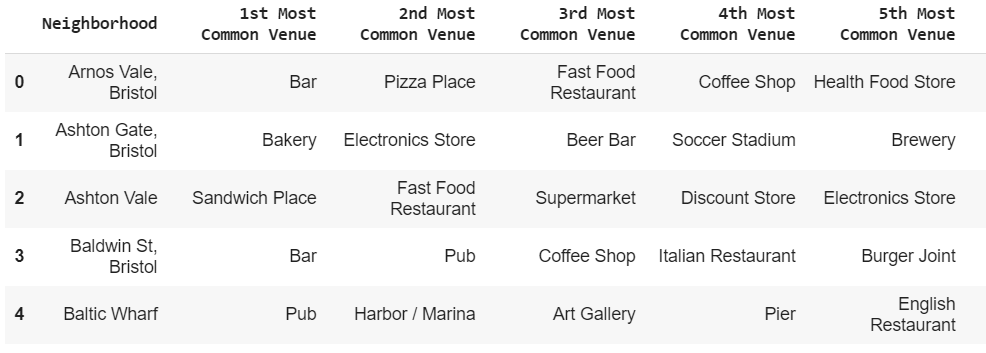 Neighborhood 1st Most Common Venue 2nd Most Common Venue 3rd Most Common Venue 4th Most Common Venue 5th Most Common Venue
0 Arnos Vale, Bristol Bar Pizza Place Fast Food Restaurant Coffee Shop Health Food Store
1 Ashton Gate, Bristol Bakery Electronics Store Beer Bar Soccer Stadium Brewery
2 Ashton Vale Sandwich Place Fast Food Restaurant Supermarket Discount Store Electronics Store
3 Baldwin St, Bristol Bar Pub Coffee Shop Italian Restaurant Burger Joint
4 Baltic Wharf Pub Harbor / Marina Art Gallery Pier English Restaurant